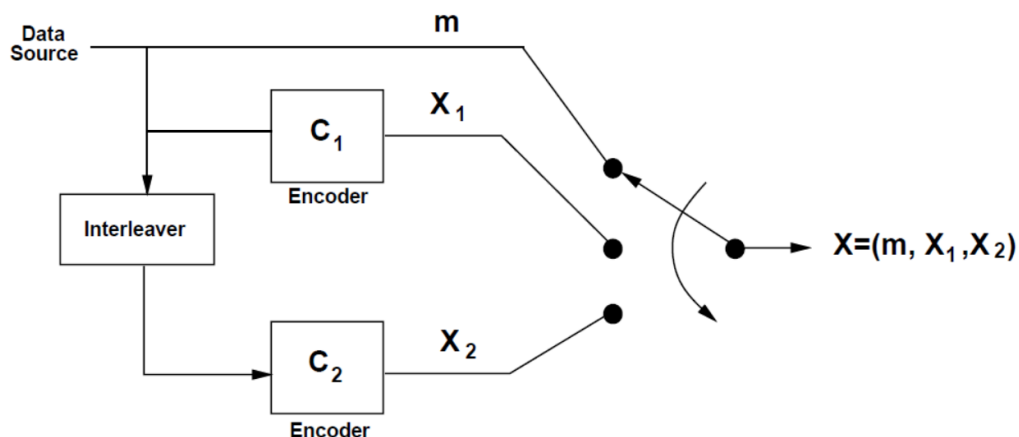 Data
Source
m
C1
Encoder
X1
Interleaver
X=(m, X1,X2)
C2
Encoder
X2